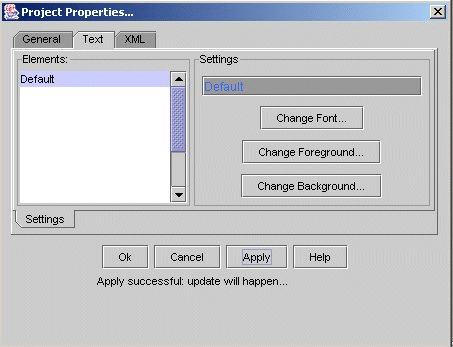 Project Properties...
General Text XML
Elements: Settings
Default
Default
Change Font...
Change Foreground...
Change Background...
Settings
Ok Cancel Apply Help
Apply successful: update will happen...